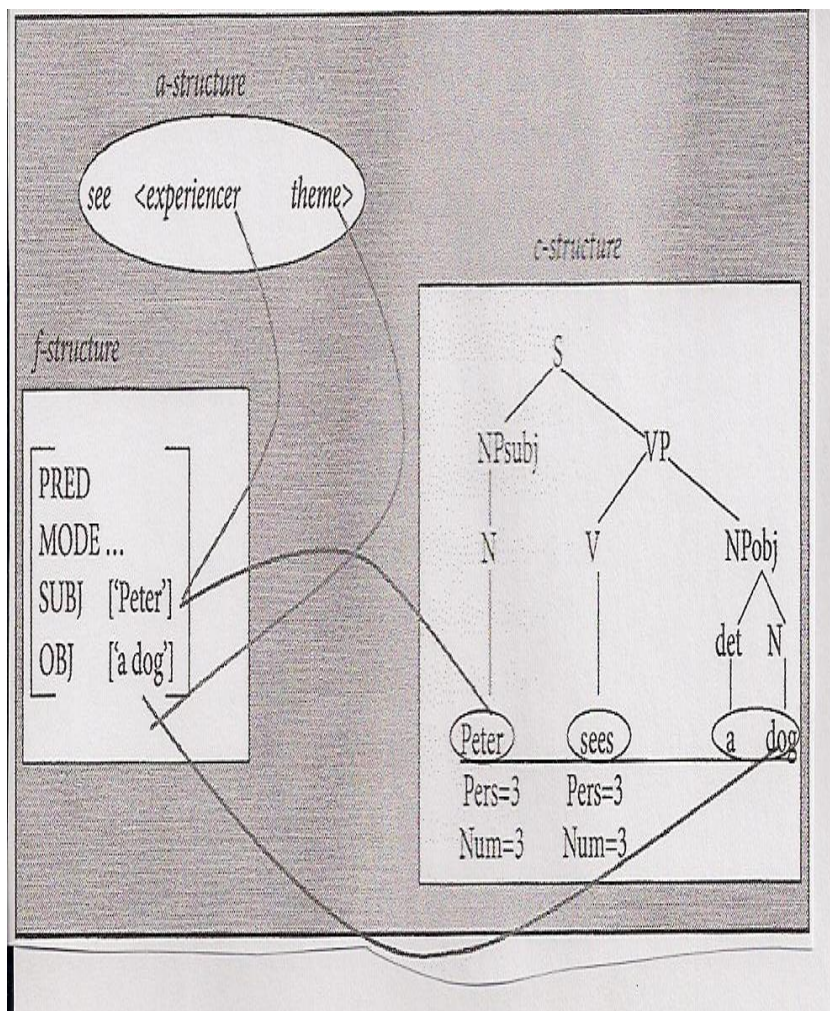 a-structure
see <experiencer theme>
c-structure
f-structure
S
NPsubj VP
PRED
MODE ...
N V NPobj
SUBJ ['Peter']
det N
OBJ ['a dog']
Peter sees a dog
Pers=3 Pers=3
Num=3 Num=3